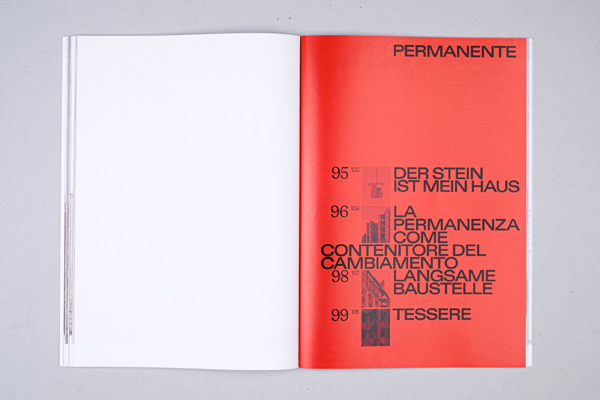 PERMANENTE
95 102 DER STEIN
IST MEIN HAUS
96 106 LA
PERMANENZA
COME
CONTENITORE DEL
CAMBIAMENTO
98 112 LANGSAME
BAUSTELLE
99 118 TESSERE